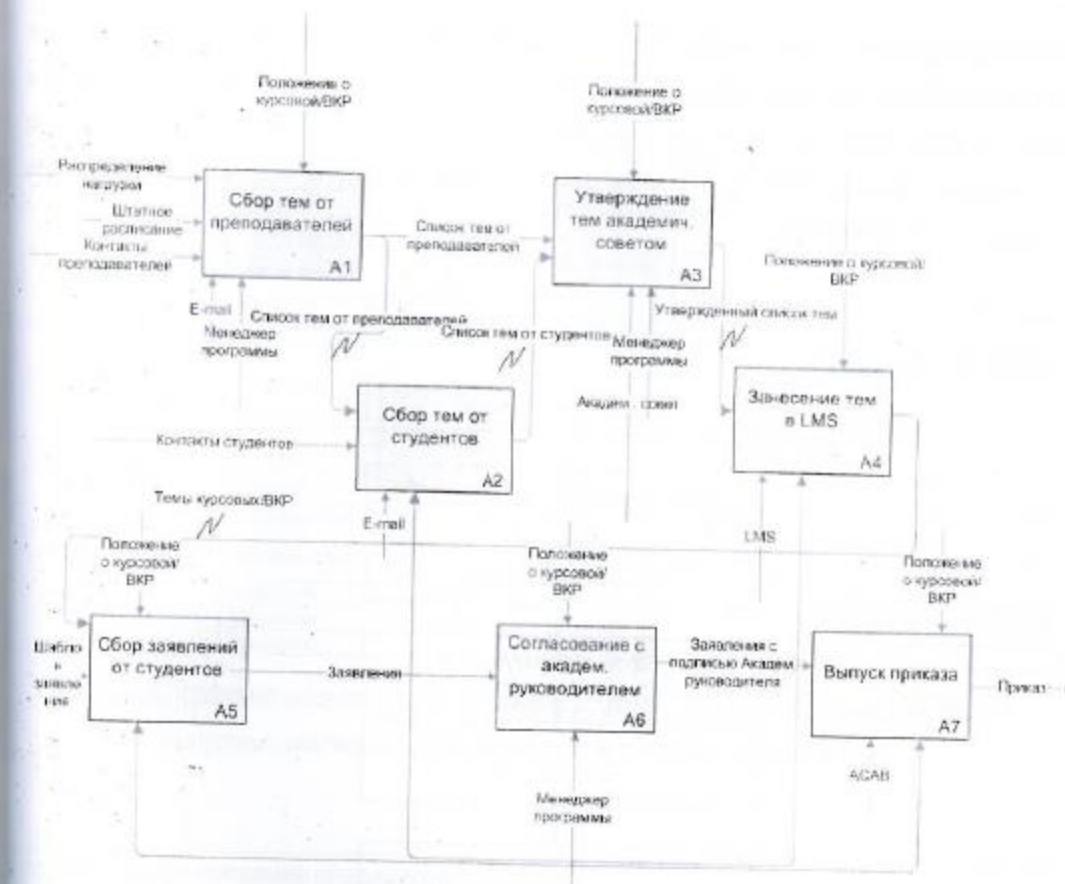 Положение о
курсовой/ВКР
Положение о
курсовой/ВКР
Распределение
нагрузки
Штатное
расписание
Контакты
преподавателей
Сбор тем от
преподавателей
A1
Список тем от
преподавателей
Утверждение
тем академич.
советом
A3
Положение о курсовой/
ВКР
E-mail
Менеджер
программы
Список тем от преподавателей
Список тем от студентов
Менеджер
программы
Утвержденный список тем
Академ. совет
Сбор тем от
студентов
A2
Контакты студентов
Занесение тем
в LMS
A4
Темы курсовых/ВКР
E-mail
LMS
Положение
о курсовой/
ВКР
Положение
о курсовой/
ВКР
Положение
о курсовой/
ВКР
Шабло
н
заявле
ния
Сбор заявлений
от студентов
A5
Заявления
Согласование с
академ.
руководителем
A6
Заявления с
подписью Академ
руководителя
Выпуск приказа
A7
Приказ
АСАВ
Менеджер
программы